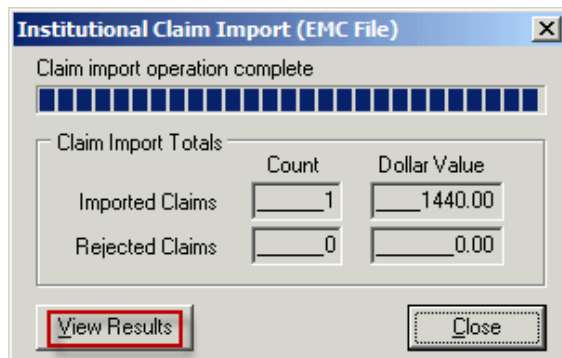 Institutional Claim Import (EMC File)
Claim import operation complete
Claim Import Totals
Count Dollar Value
Imported Claims 1 1440.00
Rejected Claims 0 0.00
View Results Close